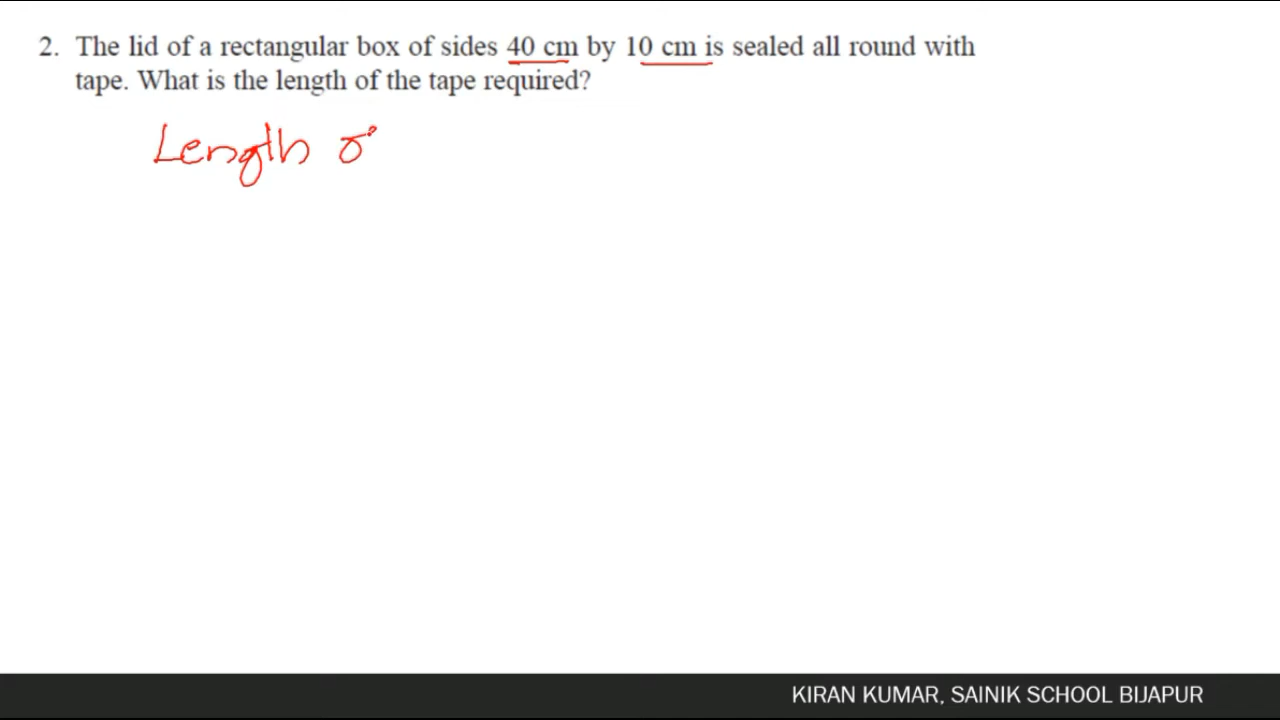 2. The lid of a rectangular box of sides 40 cm by 10 cm is sealed all round with
tape. What is the length of the tape required?
Length o
KIRAN KUMAR, SAINIK SCHOOL BIJAPUR